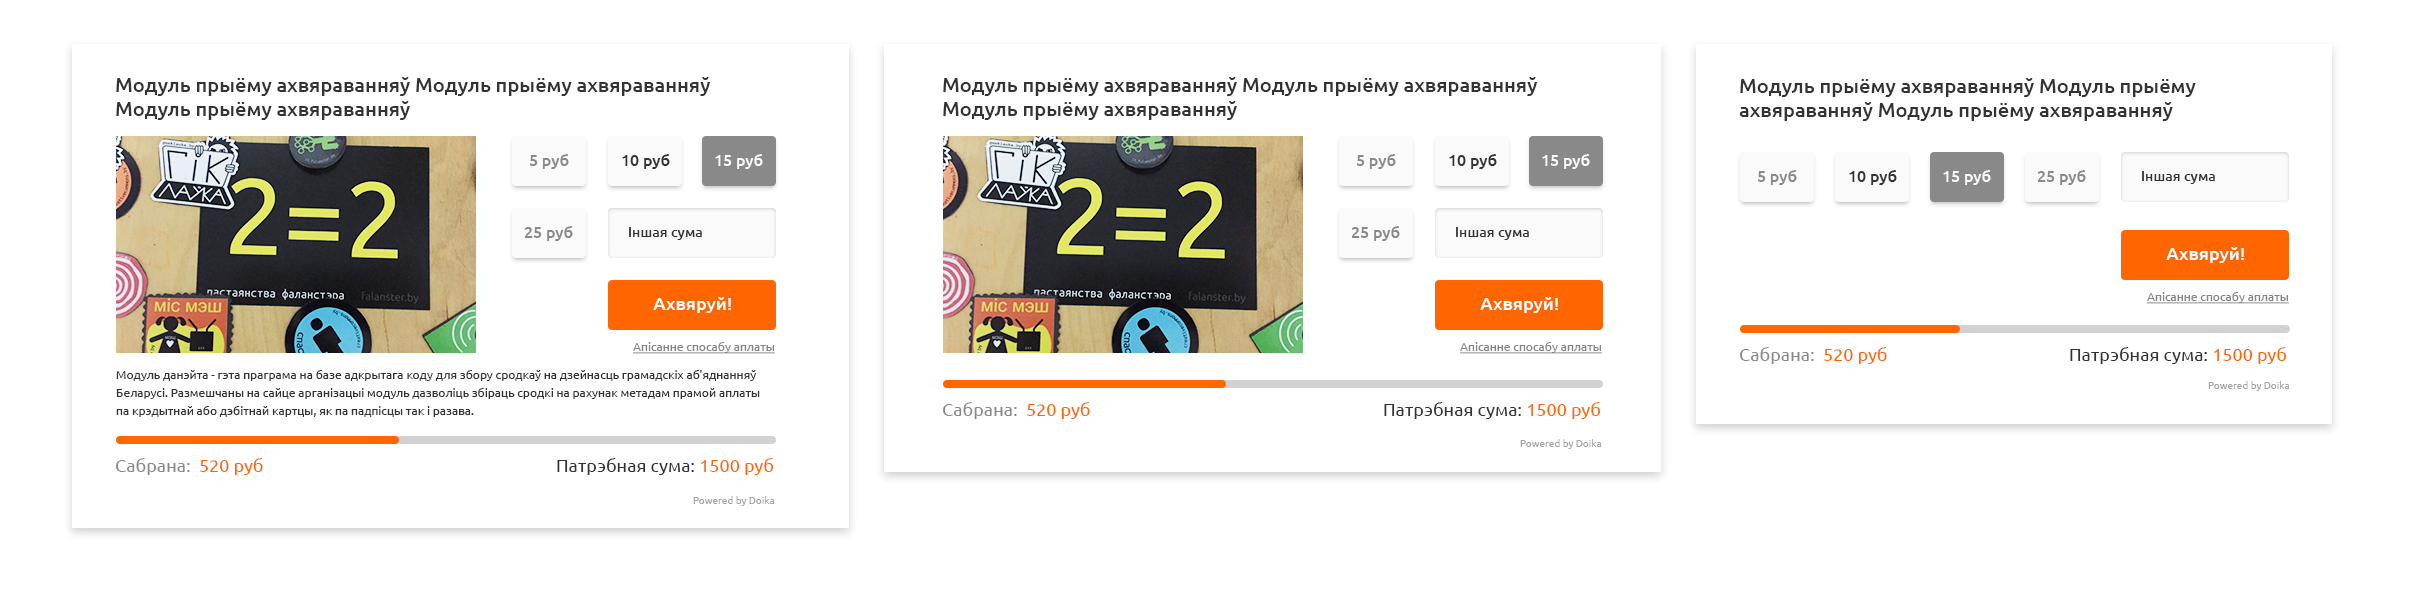 Модуль прыёму ахвяраванняў Модуль прыёму ахвяраванняў
Модуль прыёму ахвяраванняў
ГІК
ЛАЎКА
2=2
пастаянства фаланстэра
falanster.by
МІС МЭШ
5 руб
10 руб
15 руб
25 руб
Іншая сума
Ахвяруй!
Апісанне спосабу аплаты
Модуль данэйта - гэта праграма на базе адкрытага коду для збору сродкаў на дзейнасць грамадскіх аб'яднанняў
Беларусі. Размешчаны на сайце арганізацыі модуль дазволіць збіраць сродкі на рахунак метадам прамой аплаты
па крэдытнай або дэбітнай картцы, як па падпісцы так і разава.
Сабрана: 520 руб
Патрэбная сума: 1500 руб
Powered by Doika
Модуль прыёму ахвяраванняў Модуль прыёму ахвяраванняў
Модуль прыёму ахвяраванняў
ГІК
ЛАЎКА
2=2
пастаянства фаланстэра
falanster.by
МІС МЭШ
5 руб
10 руб
15 руб
25 руб
Іншая сума
Ахвяруй!
Апісанне спосабу аплаты
Сабрана: 520 руб
Патрэбная сума: 1500 руб
Powered by Doika
Модуль прыёму ахвяраванняў Модуль прыёму
ахвяраванняў Модуль прыёму ахвяраванняў
5 руб
10 руб
15 руб
25 руб
Іншая сума
Ахвяруй!
Апісанне спосабу аплаты
Сабрана: 520 руб
Патрэбная сума: 1500 руб
Powered by Doika